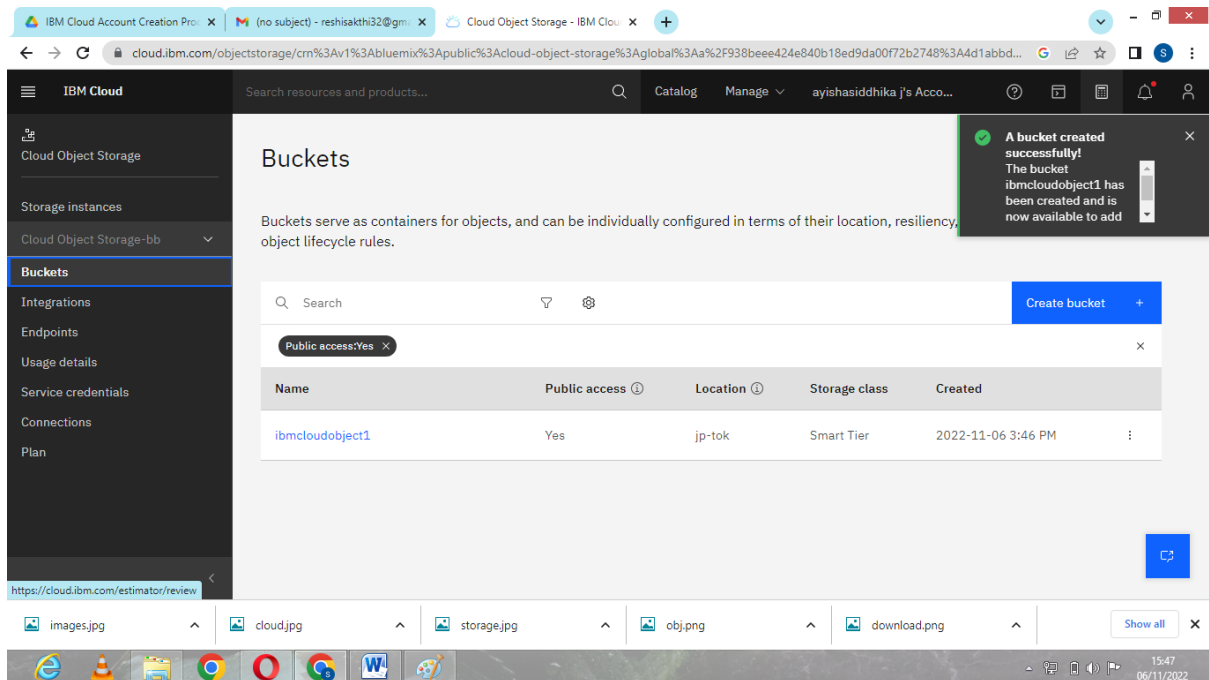 IBM Cloud Account Creation Pro
(no subject) - reshisakthi32@gm
Cloud Object Storage - IBM Clou
cloud.ibm.com/objectstorage/crn%3Av1%3Abluemix%3Apublic%3Acloud-object-storage%3Aglobal%3Aa%2F938beee424e840b18ed9da00f72b2748%3A4d1abbd...
S
IBM Cloud
Search resources and products...
Catalog
Manage
ayishasiddhika j's Acco...
Cloud Object Storage
Storage instances
Cloud Object Storage-bb
Buckets
Integrations
Endpoints
Usage details
Service credentials
Connections
Plan
Buckets
Buckets serve as containers for objects, and can be individually configured in terms of their location, resiliency,
object lifecycle rules.
A bucket created
successfully!
The bucket
ibmcloudobject1 has
been created and is
now available to add
Search
Create bucket +
Public access:Yes
Name Public access Location Storage class Created
ibmcloudobject1 Yes jp-tok Smart Tier 2022-11-06 3:46 PM
https://cloud.ibm.com/estimator/review
images.jpg cloud.jpg storage.jpg obj.png download.png Show all
15:47
06/11/2022